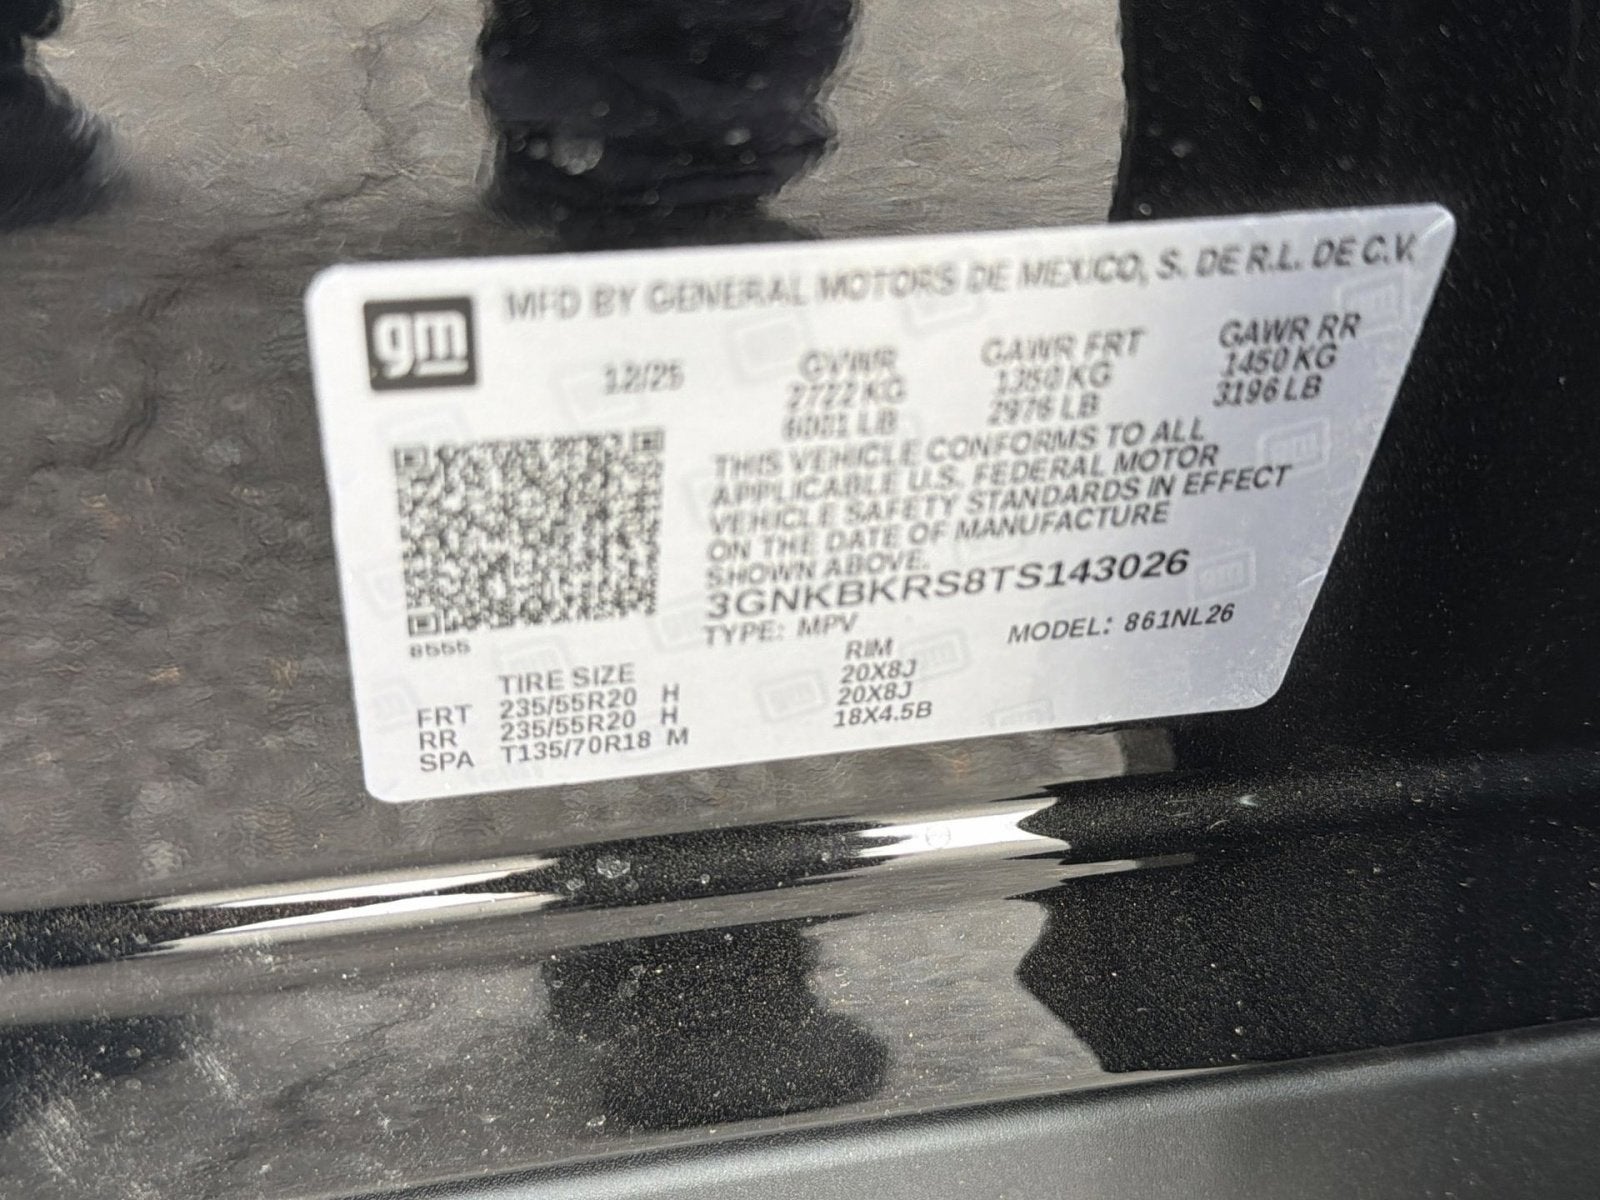 gm
MFD BY GENERAL MOTORS DE MEXICO, S. DE R.L. DE C.V.
12/25
GVWR GAWR FRT GAWR RR
2722 KG 1350 KG 1450 KG
6001 LB 2976 LB 3196 LB
THIS VEHICLE CONFORMS TO ALL
APPLICABLE U.S. FEDERAL MOTOR
VEHICLE SAFETY STANDARDS IN EFFECT
ON THE DATE OF MANUFACTURE
SHOWN ABOVE.
3GNKBKRS8TS143026
TYPE: MPV MODEL: 861NL26
8555
TIRE SIZE RIM
FRT 235/55R20 H 20X8J
RR 235/55R20 H 20X8J
SPA T135/70R18 M 18X4.5B